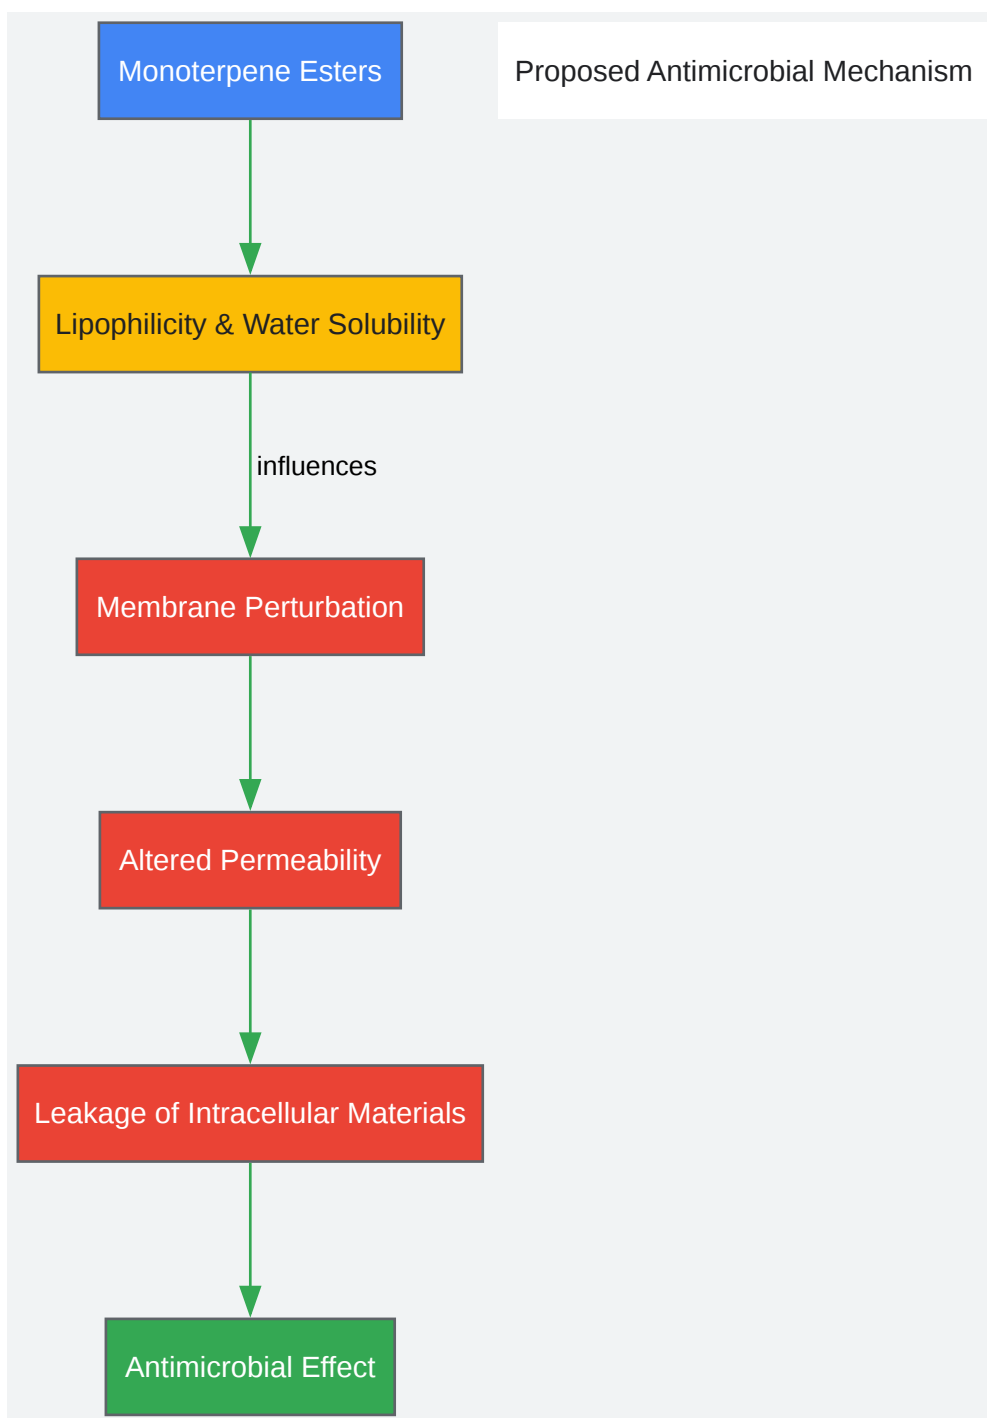 Monoterpene Esters
Proposed Antimicrobial Mechanism
Lipophilicity & Water Solubility
influences
Membrane Perturbation
Altered Permeability
Leakage of Intracellular Materials
Antimicrobial Effect